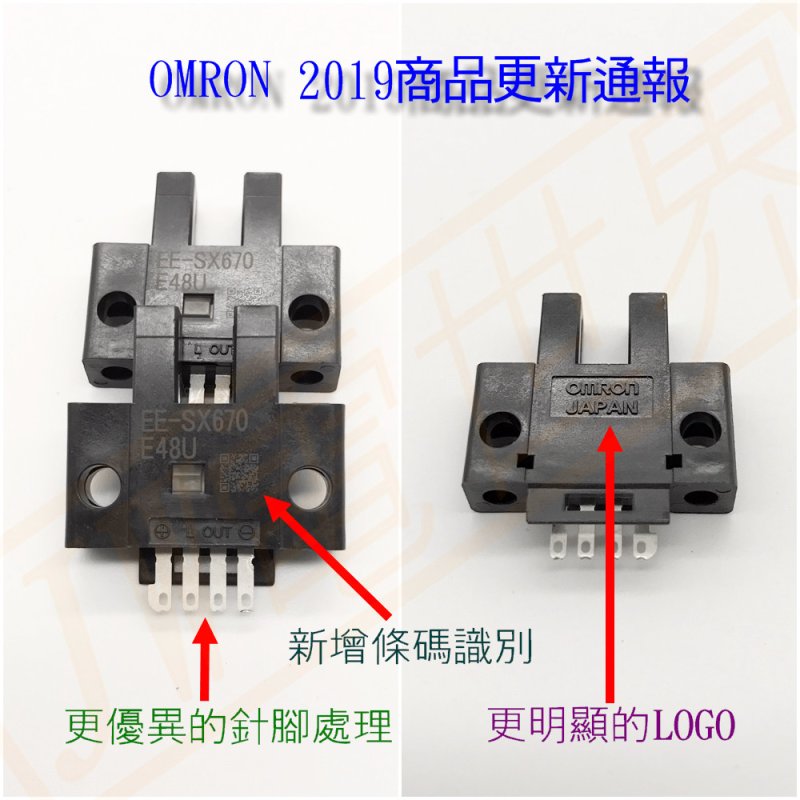 OMRON 2019商品更新通報
EE-SX670
E48U
L OUT
EE-SX670
E48U
⊕ L OUT ⊖
omron
JAPAN
新增條碼識別
更優異的針腳處理
更明顯的LOGO